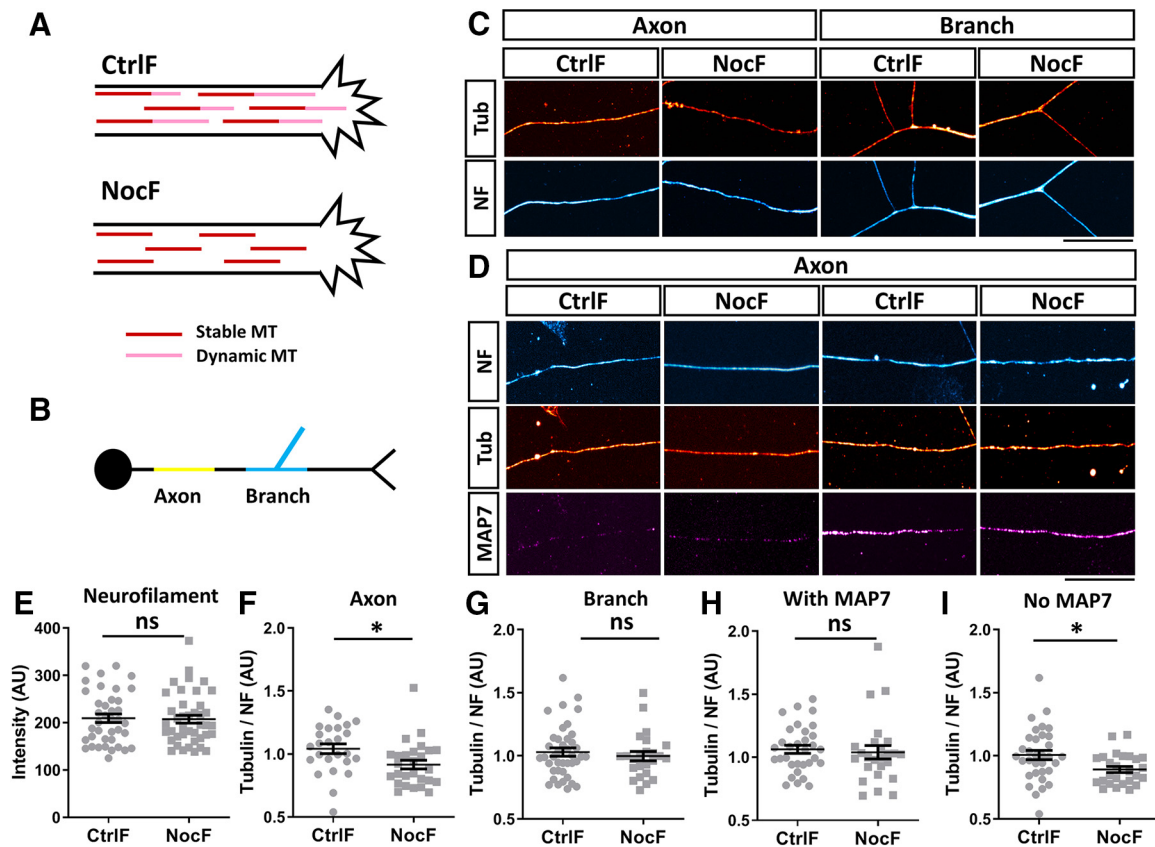 A
CtrlF
NocF
Stable MT
Dynamic MT
B
Axon
Branch
C
Axon
Branch
CtrlF
NocF
CtrlF
NocF
Tub
NF
D
Axon
CtrlF
NocF
CtrlF
NocF
NF
Tub
MAP7
E
Neurofilament
ns
Intensity (AU)
400
300
200
100
0
CtrlF
NocF
F
Axon
*
Tubulin / NF (AU)
2.0
1.5
1.0
0.5
CtrlF
NocF
G
Branch
ns
Tubulin / NF (AU)
2.0
1.5
1.0
0.5
CtrlF
NocF
H
With MAP7
ns
Tubulin / NF (AU)
2.0
1.5
1.0
0.5
CtrlF
NocF
I
No MAP7
*
Tubulin / NF (AU)
2.0
1.5
1.0
0.5
CtrlF
NocF